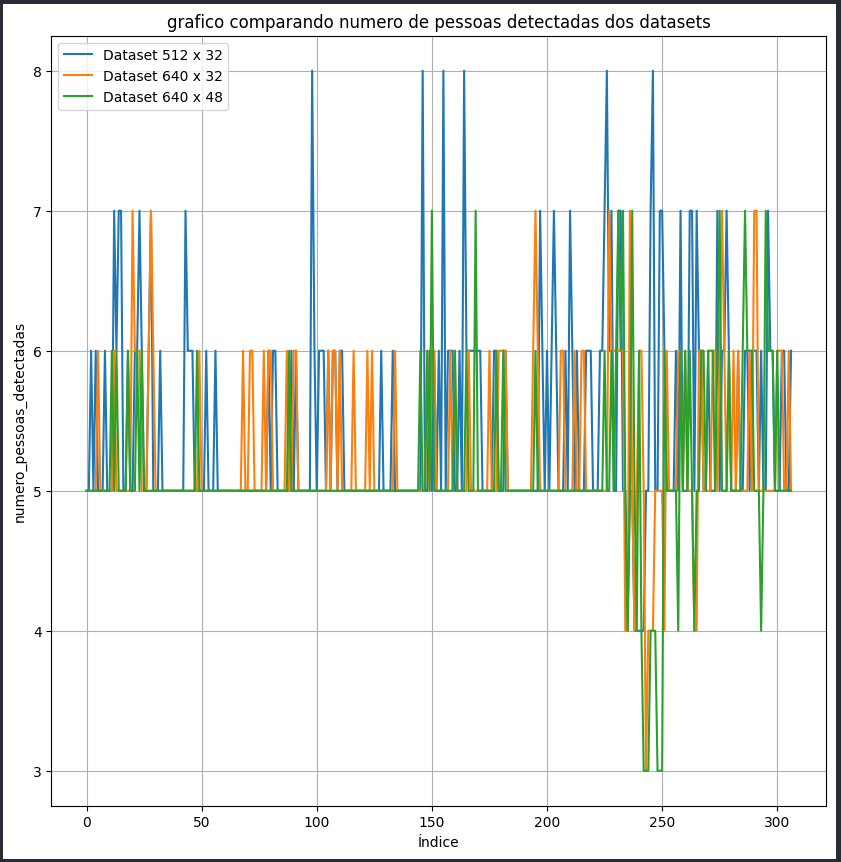 grafico comparando numero de pessoas detectadas dos datasets
Dataset 512 x 32
Dataset 640 x 32
Dataset 640 x 48
8
7
6
5
4
3
numero_pessoas_detectadas
0 50 100 150 200 250 300
Índice